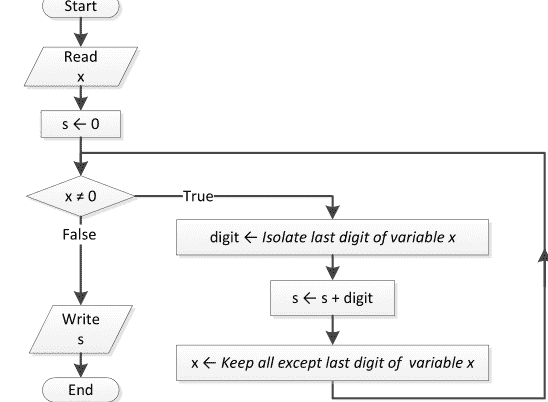 Start
Read
x
s ← 0
x ≠ 0
True
False
digit ← Isolate last digit of variable x
s ← s + digit
x ← Keep all except last digit of variable x
Write
s
End